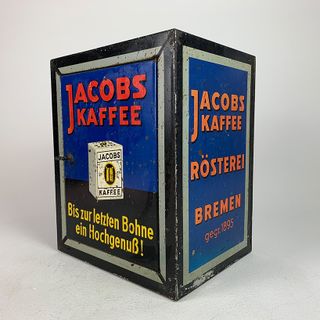 JACOBS
KAFFEE
JACOBS
KAFFEE
Bis zur letzten Bohne
ein Hochgenuß!
JACOBS
KAFFEE
RÖSTEREI
BREMEN
gegr. 1895